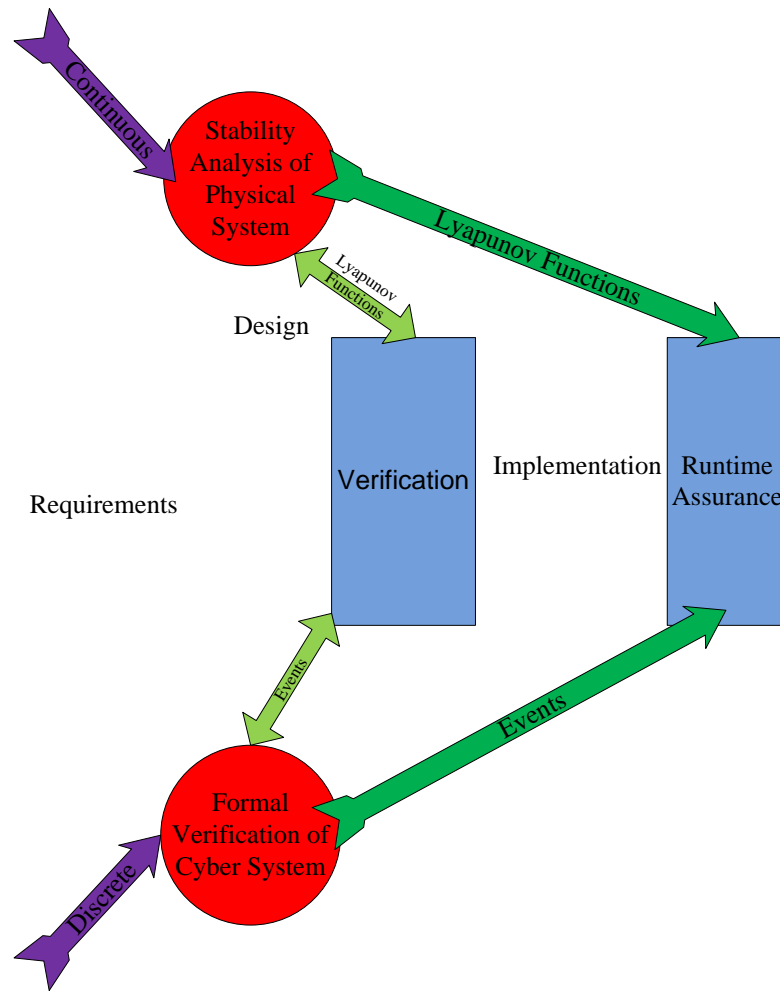 Continuous
Stability
Analysis of
Physical
System
Lyapunov Functions
Lyapunov
Functions
Design
Verification
Implementation
Runtime
Assurance
Requirements
Events
Events
Formal
Verification of
Cyber System
Discrete